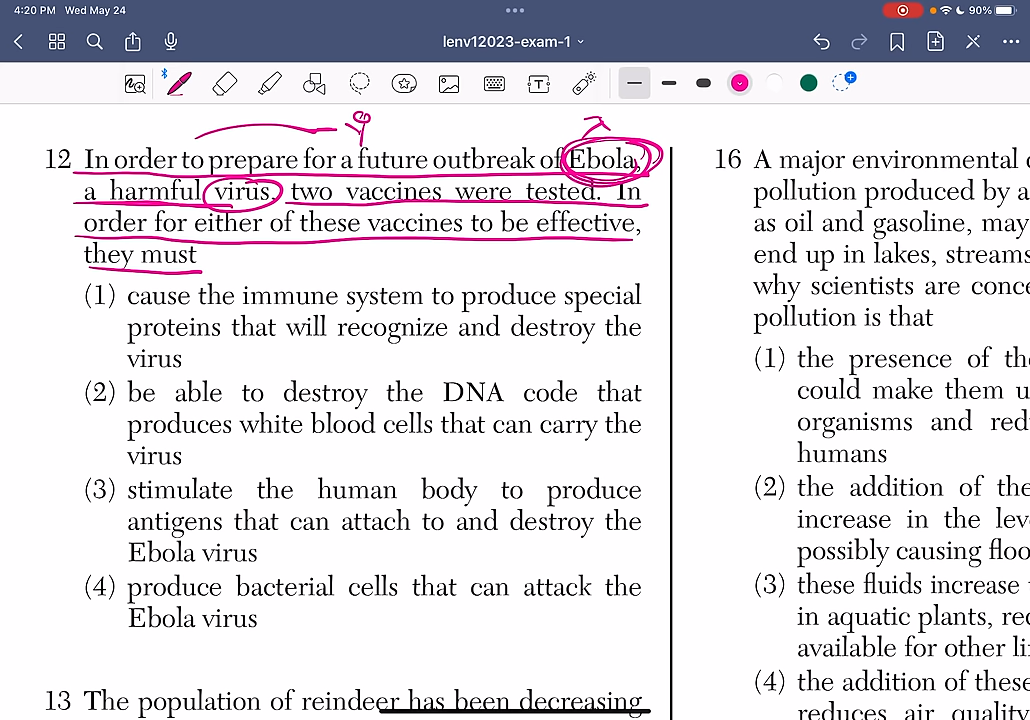 4:20 PM Wed May 24
90%
lenv12023-exam-1
12 In order to prepare for a future outbreak of Ebola,
a harmful virus, two vaccines were tested. In
order for either of these vaccines to be effective,
they must
(1) cause the immune system to produce special
proteins that will recognize and destroy the
virus
(2) be able to destroy the DNA code that
produces white blood cells that can carry the
virus
(3) stimulate the human body to produce
antigens that can attach to and destroy the
Ebola virus
(4) produce bacterial cells that can attack the
Ebola virus
13 The population of reindeer has been decreasing
16 A major environmental
pollution produced by a
as oil and gasoline, may
end up in lakes, streams
why scientists are conce
pollution is that
(1) the presence of the
could make them u
organisms and red
humans
(2) the addition of the
increase in the lev
possibly causing floo
(3) these fluids increase
in aquatic plants, re
available for other li
(4) the addition of these
reduces air quality